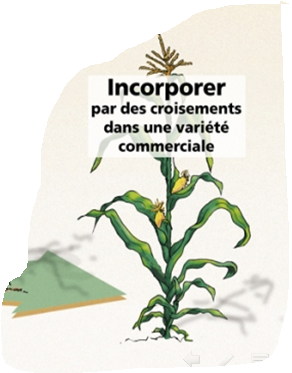 Incorporer
par des croisements
dans une variété
commerciale